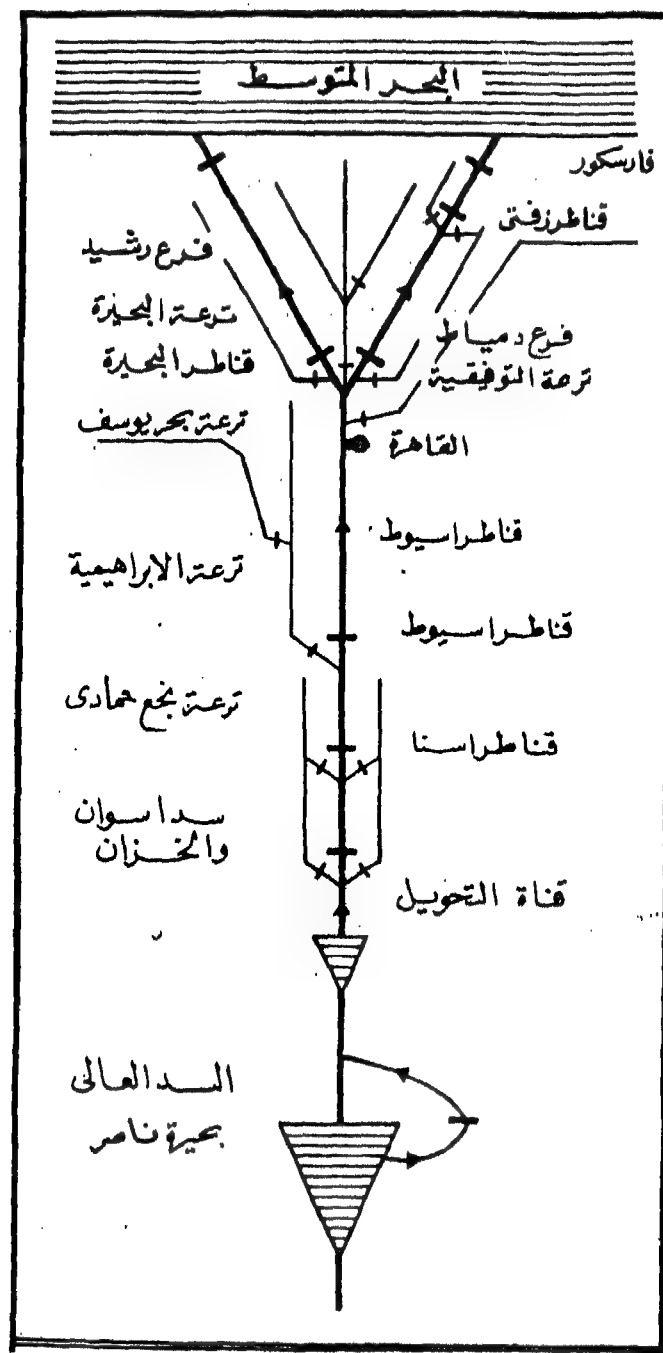 البحر المتوسط
فارسكور
قناطر زفتى
فرع رشيد
ترعة البحيرة
قناطر البحيرة
فرع دمياط
ترعة التوفيقية
ترعة بحر يوسف
القاهرة
قناطر اسيوط
ترعة الابراهيمية
قناطر اسيوط
ترعة نجع حمادى
قناطر اسنا
سد اسوان
والخزان
قناة التحويل
السد العالى
بحيرة ناصر